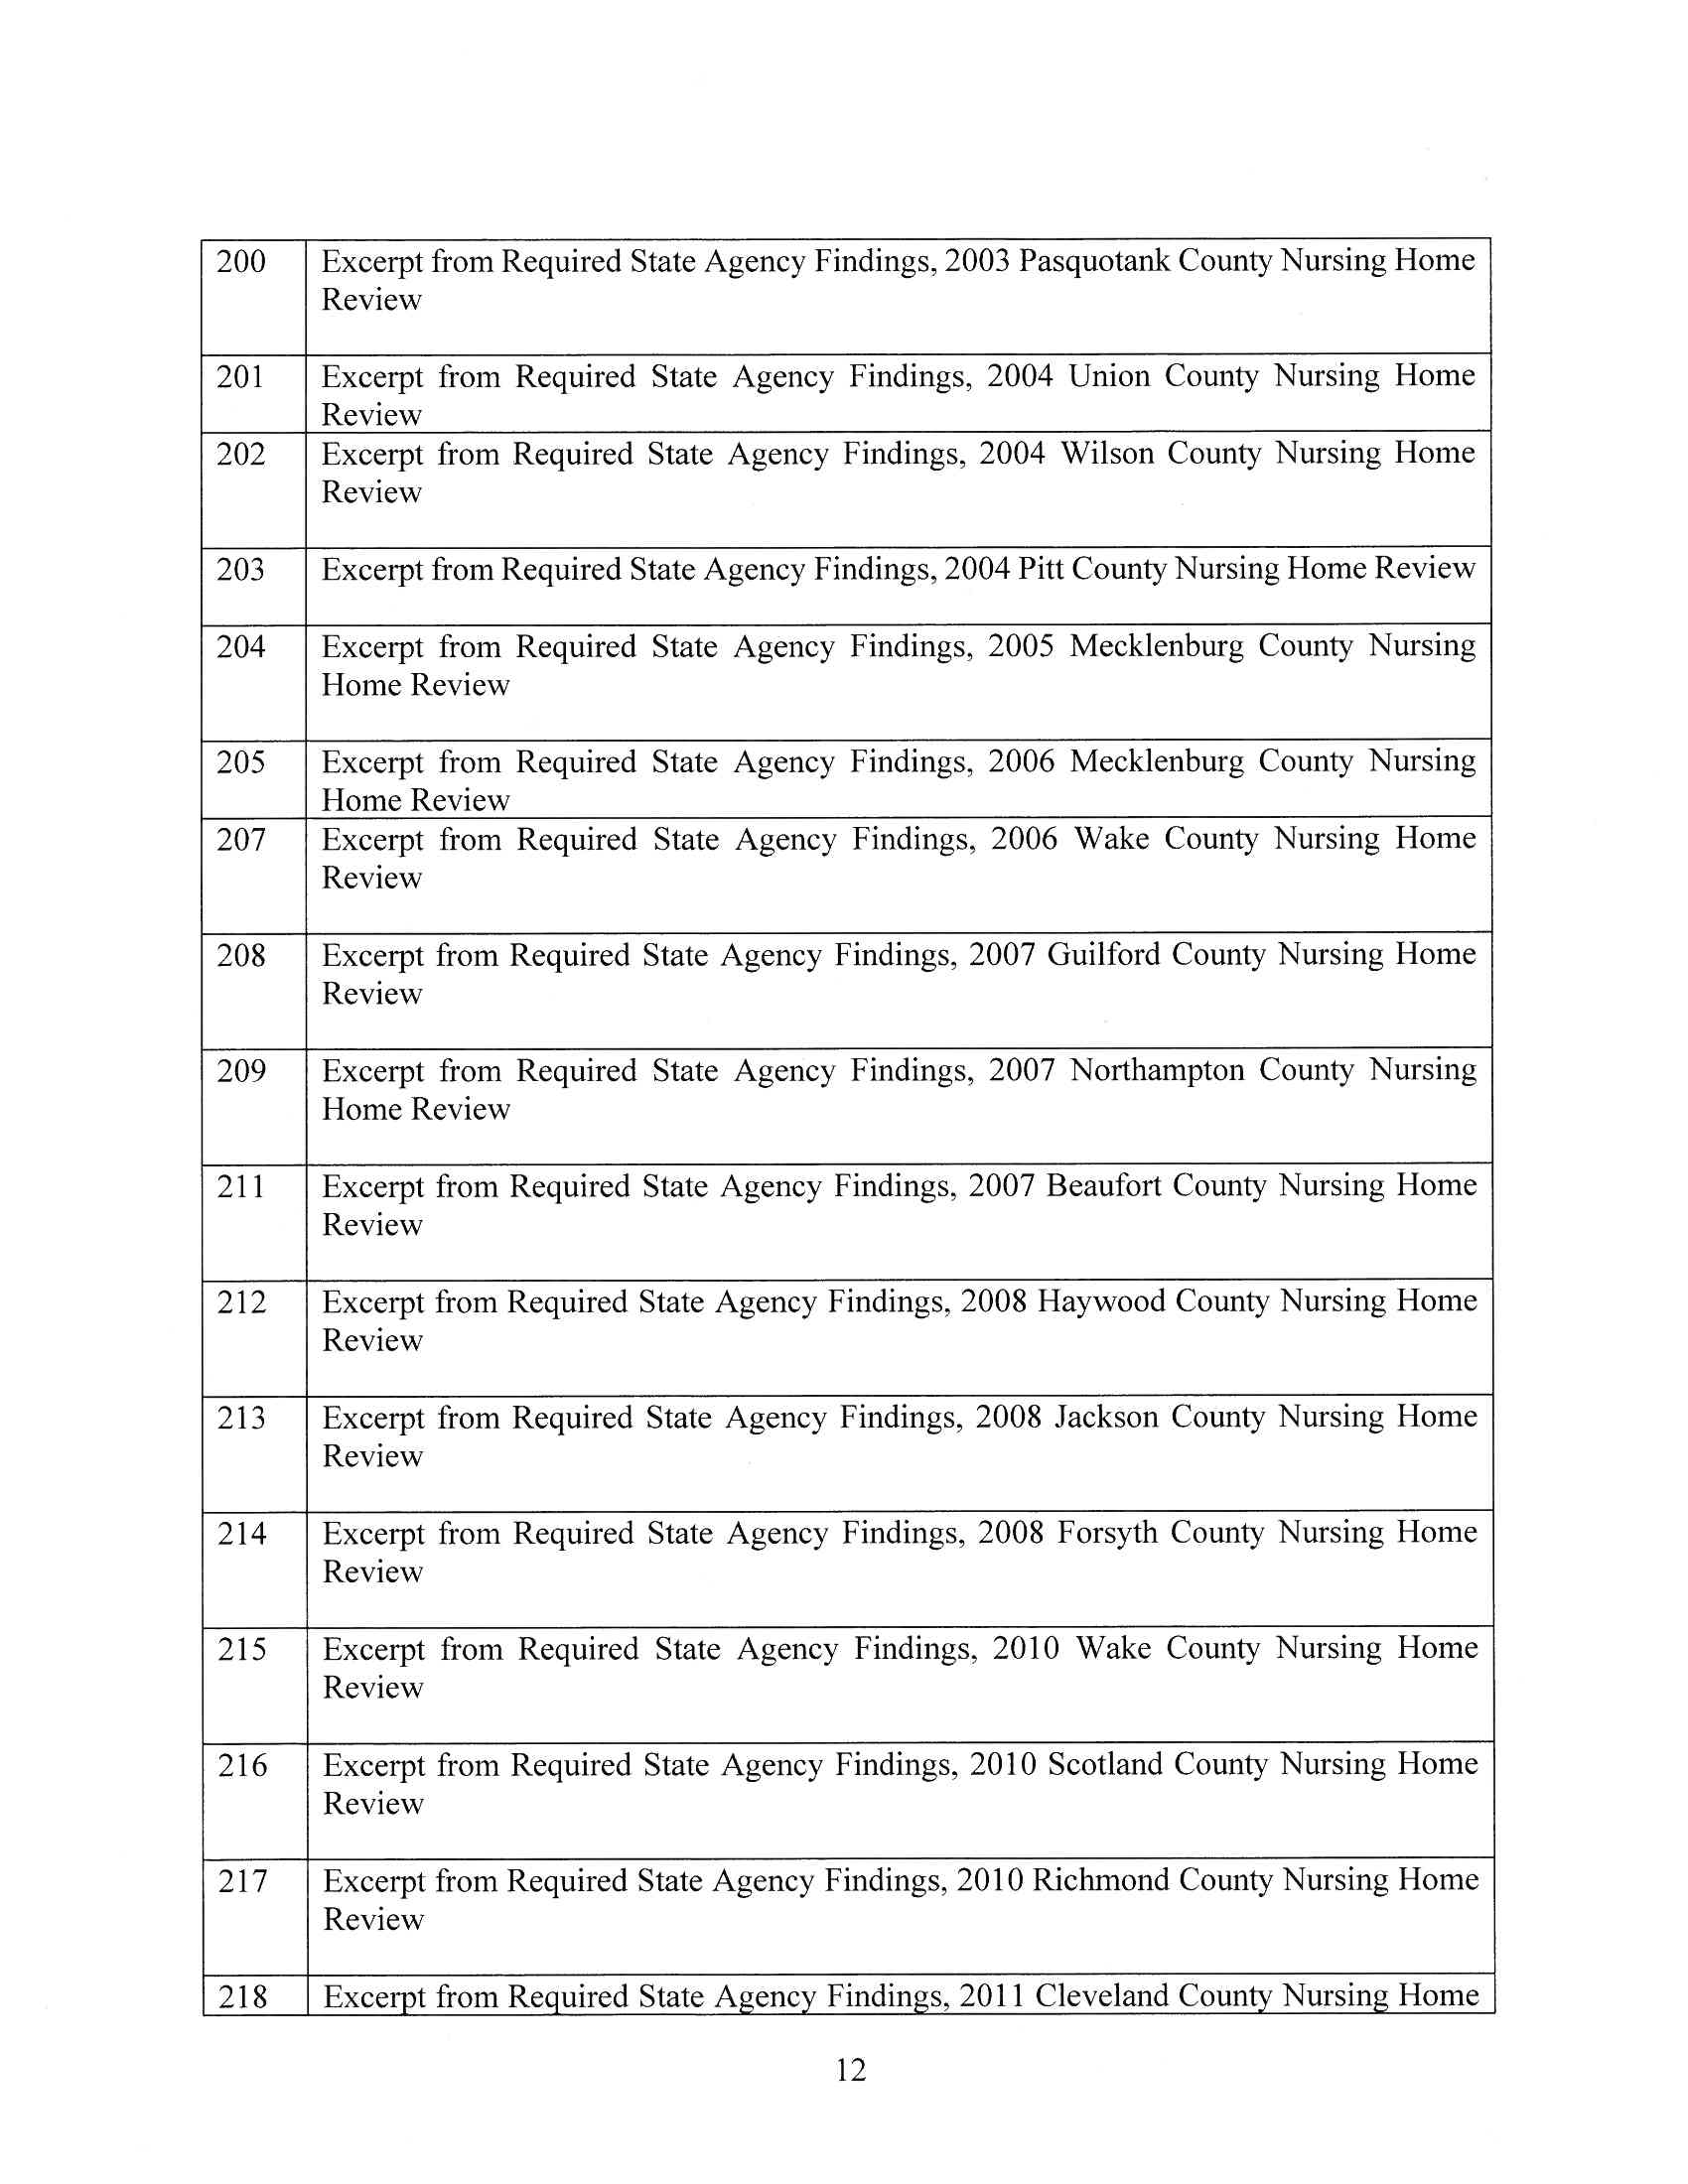 200 Excerpt from Required State Agency Findings, 2003 Pasquotank County Nursing Home
Review
201 Excerpt from Required State Agency Findings, 2004 Union County Nursing Home
Review
202 Excerpt from Required State Agency Findings, 2004 Wilson County Nursing Home
Review
203 Excerpt from Required State Agency Findings, 2004 Pitt County Nursing Home Review
204 Excerpt from Required State Agency Findings, 2005 Mecklenburg County Nursing
Home Review
205 Excerpt from Required State Agency Findings, 2006 Mecklenburg County Nursing
Home Review
207 Excerpt from Required State Agency Findings, 2006 Wake County Nursing Home
Review
208 Excerpt from Required State Agency Findings, 2007 Guilford County Nursing Home
Review
209 Excerpt from Required State Agency Findings, 2007 Northampton County Nursing
Home Review
211 Excerpt from Required State Agency Findings, 2007 Beaufort County Nursing Home
Review
212 Excerpt from Required State Agency Findings, 2008 Haywood County Nursing Home
Review
213 Excerpt from Required State Agency Findings, 2008 Jackson County Nursing Home
Review
214 Excerpt from Required State Agency Findings, 2008 Forsyth County Nursing Home
Review
215 Excerpt from Required State Agency Findings, 2010 Wake County Nursing Home
Review
216 Excerpt from Required State Agency Findings, 2010 Scotland County Nursing Home
Review
217 Excerpt from Required State Agency Findings, 2010 Richmond County Nursing Home
Review
218 Excerpt from Required State Agency Findings, 2011 Cleveland County Nursing Home
12